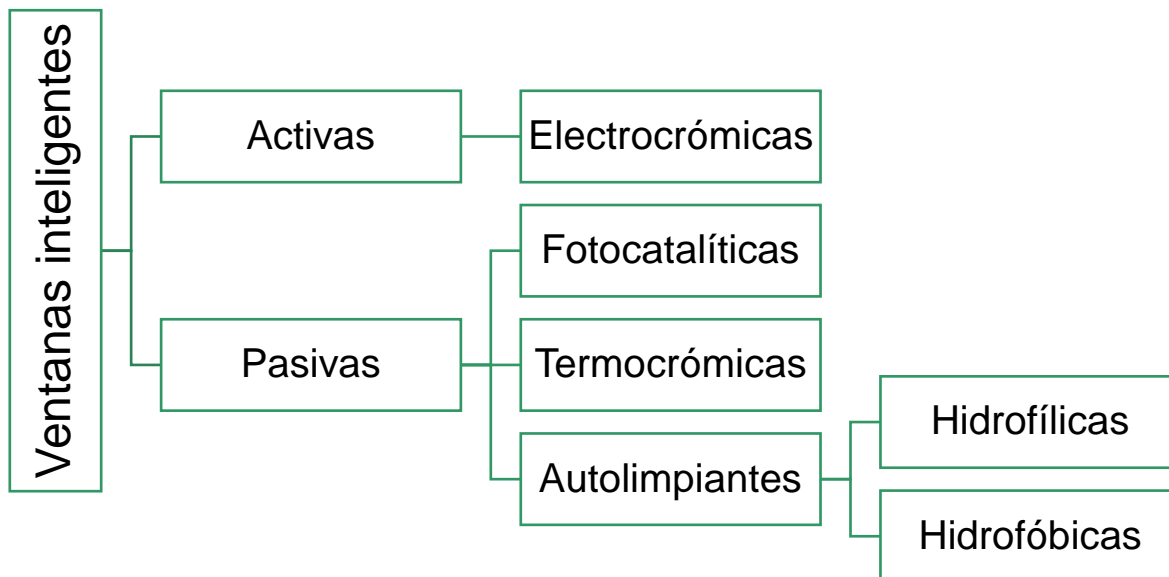 Ventanas inteligentes
Activas
Electrocrómicas
Pasivas
Fotocatalíticas
Termocrómicas
Autolimpiantes
Hidrofílicas
Hidrofóbicas